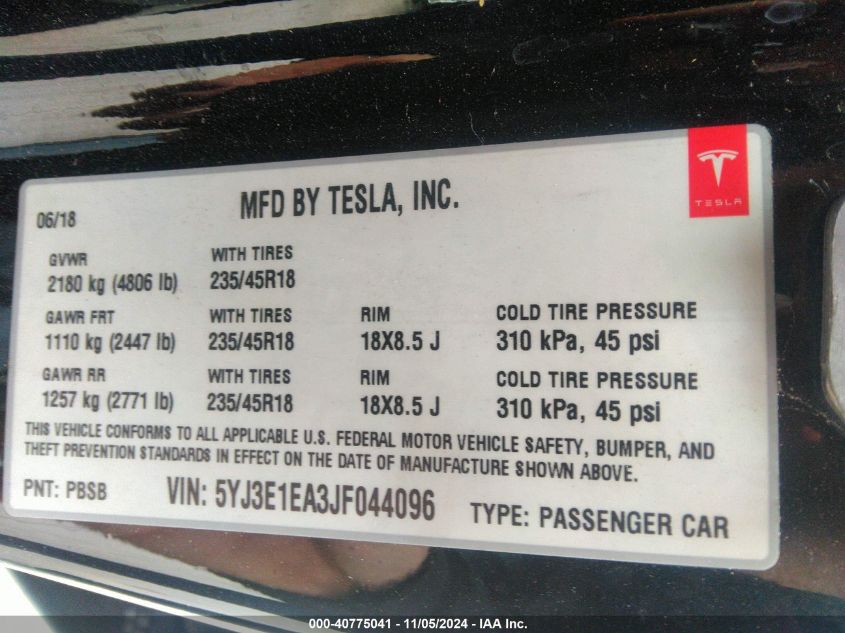 MFD BY TESLA, INC.
TESLA
06/18
GVWR WITH TIRES
2180 kg (4806 lb) 235/45R18
GAWR FRT WITH TIRES RIM COLD TIRE PRESSURE
1110 kg (2447 lb) 235/45R18 18X8.5 J 310 kPa, 45 psi
GAWR RR WITH TIRES RIM COLD TIRE PRESSURE
1257 kg (2771 lb) 235/45R18 18X8.5 J 310 kPa, 45 psi
THIS VEHICLE CONFORMS TO ALL APPLICABLE U.S. FEDERAL MOTOR VEHICLE SAFETY, BUMPER, AND
THEFT PREVENTION STANDARDS IN EFFECT ON THE DATE OF MANUFACTURE SHOWN ABOVE.
PNT: PBSB VIN: 5YJ3E1EA3JF044096 TYPE: PASSENGER CAR
000-40775041 - 11/05/2024 - IAA Inc.